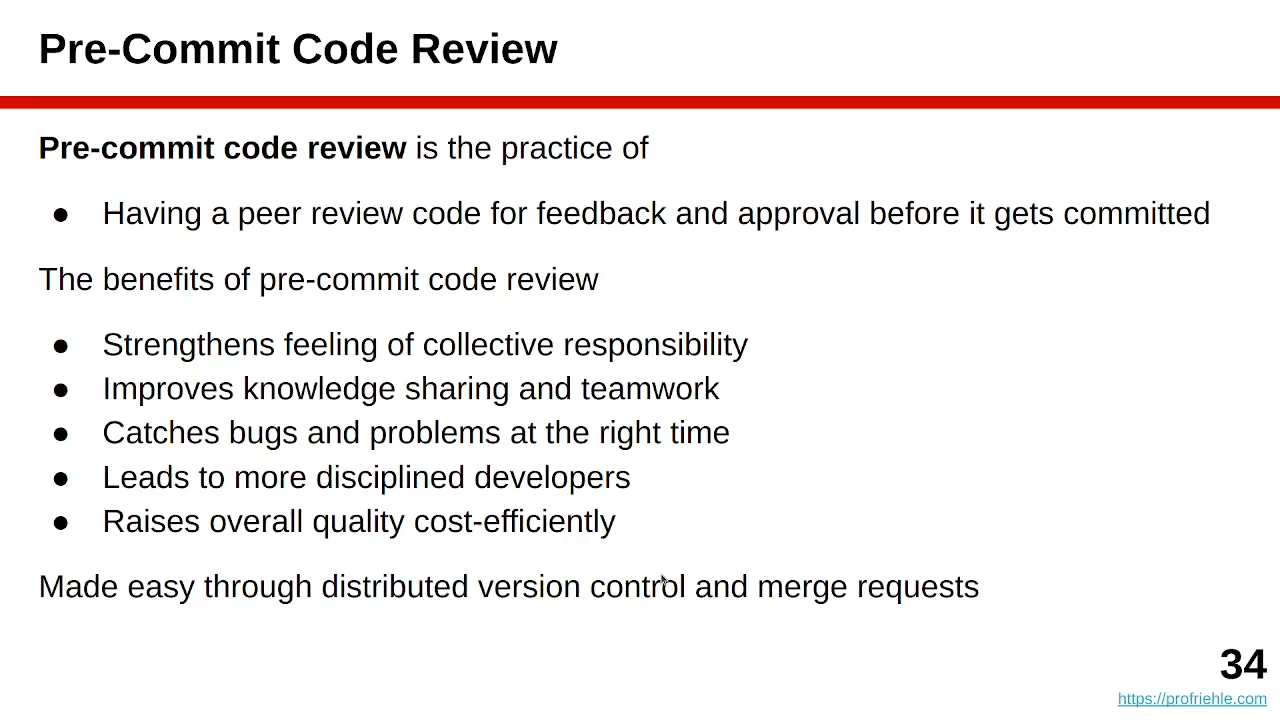 Pre-Commit Code Review
Pre-commit code review is the practice of
● Having a peer review code for feedback and approval before it gets committed
The benefits of pre-commit code review
● Strengthens feeling of collective responsibility
● Improves knowledge sharing and teamwork
● Catches bugs and problems at the right time
● Leads to more disciplined developers
● Raises overall quality cost-efficiently
Made easy through distributed version control and merge requests
34
https://profriehle.com